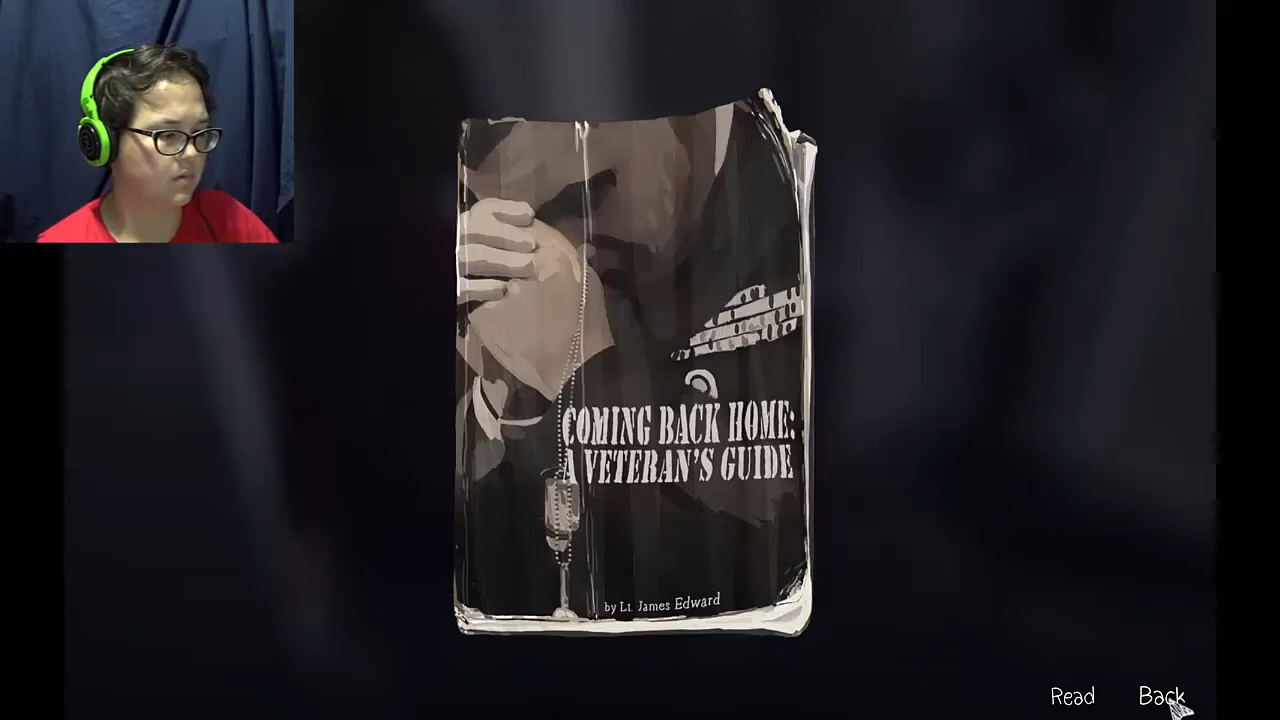 COMING BACK HOME:
A VETERAN'S GUIDE
by Lt. James Edward
Read Back